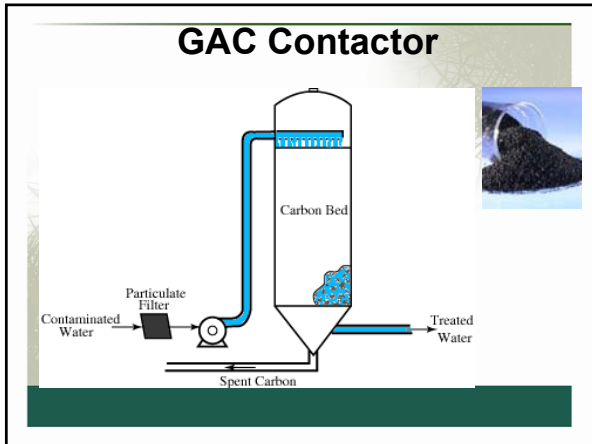 GAC Contactor
Carbon Bed
Particulate
Filter
Contaminated
Water
Treated
Water
Spent Carbon